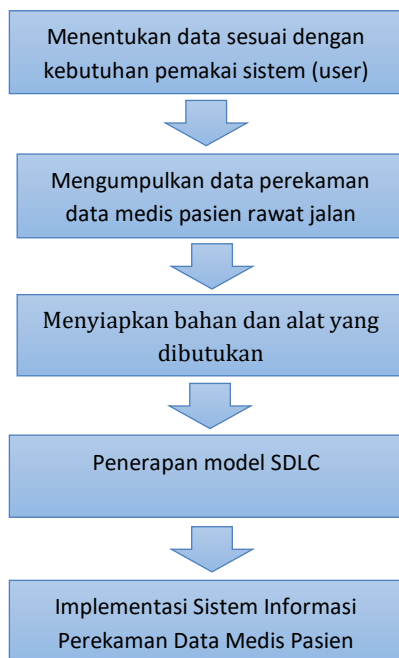 Menentukan data sesuai dengan
kebutuhan pemakai sistem (user)
Mengumpulkan data perekaman
data medis pasien rawat jalan
Menyiapkan bahan dan alat yang
dibutukan
Penerapan model SDLC
Implementasi Sistem Informasi
Perekaman Data Medis Pasien